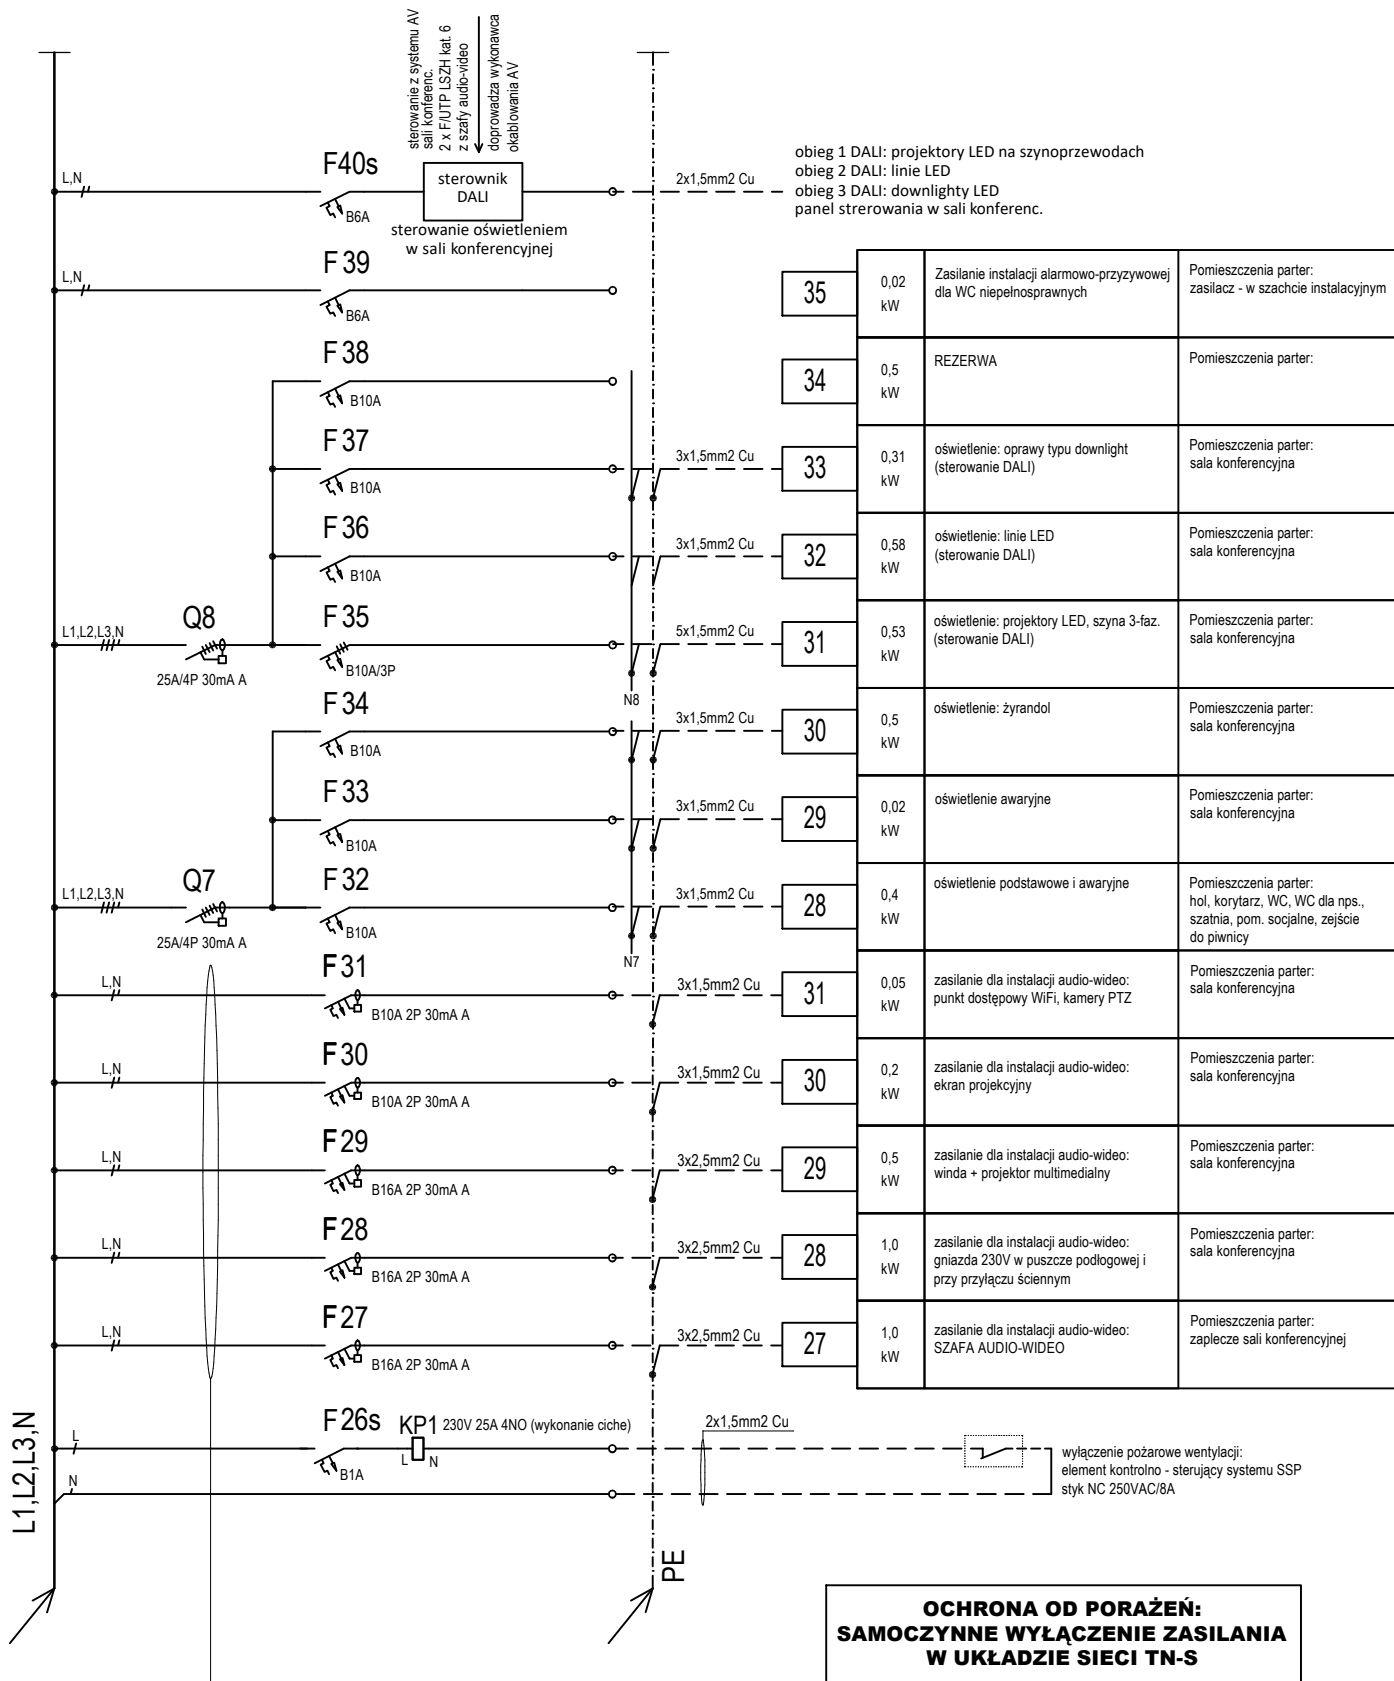 sterowanie z systemu AV
sali konferenc.
2 x F/UTP LSZH kat. 6
z szafy audio-video
doprowadza wykonawca
okablowania AV
L,N
F40s
B6A
sterownik
DALI
sterowanie oświetleniem
w sali konferencyjnej
2x1,5mm2 Cu
obieg 1 DALI: projektory LED na szynoprzewodach
obieg 2 DALI: linie LED
obieg 3 DALI: downlighty LED
panel strerowania w sali konferenc.
L,N
F39
B6A
35
0,02
kW
Zasilanie instalacji alarmowo-przyzywowej
dla WC niepełnosprawnych
Pomieszczenia parter:
zasilacz - w szachcie instalacyjnym
F38
B10A
34
0,5
kW
REZERWA
Pomieszczenia parter:
F37
B10A
3x1,5mm2 Cu
33
0,31
kW
oświetlenie: oprawy typu downlight
(sterowanie DALI)
Pomieszczenia parter:
sala konferencyjna
F36
B10A
3x1,5mm2 Cu
32
0,58
kW
oświetlenie: linie LED
(sterowanie DALI)
Pomieszczenia parter:
sala konferencyjna
L1,L2,L3,N
Q8
25A/4P 30mA A
F35
B10A/3P
5x1,5mm2 Cu
N8
31
0,53
kW
oświetlenie: projektory LED, szyna 3-faz.
(sterowanie DALI)
Pomieszczenia parter:
sala konferencyjna
F34
B10A
3x1,5mm2 Cu
30
0,5
kW
oświetlenie: żyrandol
Pomieszczenia parter:
sala konferencyjna
F33
B10A
3x1,5mm2 Cu
29
0,02
kW
oświetlenie awaryjne
Pomieszczenia parter:
sala konferencyjna
L1,L2,L3,N
Q7
25A/4P 30mA A
F32
B10A
3x1,5mm2 Cu
N7
28
0,4
kW
oświetlenie podstawowe i awaryjne
Pomieszczenia parter:
hol, korytarz, WC, WC dla nps.,
szatnia, pom. socjalne, zejście
do piwnicy
L,N
F31
B10A 2P 30mA A
3x1,5mm2 Cu
31
0,05
kW
zasilanie dla instalacji audio-wideo:
punkt dostępowy WiFi, kamery PTZ
Pomieszczenia parter:
sala konferencyjna
L,N
F30
B10A 2P 30mA A
3x1,5mm2 Cu
30
0,2
kW
zasilanie dla instalacji audio-wideo:
ekran projekcyjny
Pomieszczenia parter:
sala konferencyjna
L,N
F29
B16A 2P 30mA A
3x2,5mm2 Cu
29
0,5
kW
zasilanie dla instalacji audio-wideo:
winda + projektor multimedialny
Pomieszczenia parter:
sala konferencyjna
L,N
F28
B16A 2P 30mA A
3x2,5mm2 Cu
28
1,0
kW
zasilanie dla instalacji audio-wideo:
gniazda 230V w puszce podłogowej i
przy przyłączu ściennym
Pomieszczenia parter:
sala konferencyjna
L,N
F27
B16A 2P 30mA A
3x2,5mm2 Cu
27
1,0
kW
zasilanie dla instalacji audio-wideo:
SZAFA AUDIO-WIDEO
Pomieszczenia parter:
zaplecze sali konferencyjnej
L1,L2,L3,N
L
F26s
B1A
KP1
230V 25A 4NO (wykonanie ciche)
L
N
2x1,5mm2 Cu
N
wyłączenie pożarowe wentylacji:
element kontrolno - sterujący systemu SSP
styk NC 250VAC/8A
PE
OCHRONA OD PORAŻEŃ:
SAMOCZYNNE WYŁĄCZENIE ZASILANIA
W UKŁADZIE SIECI TN-S